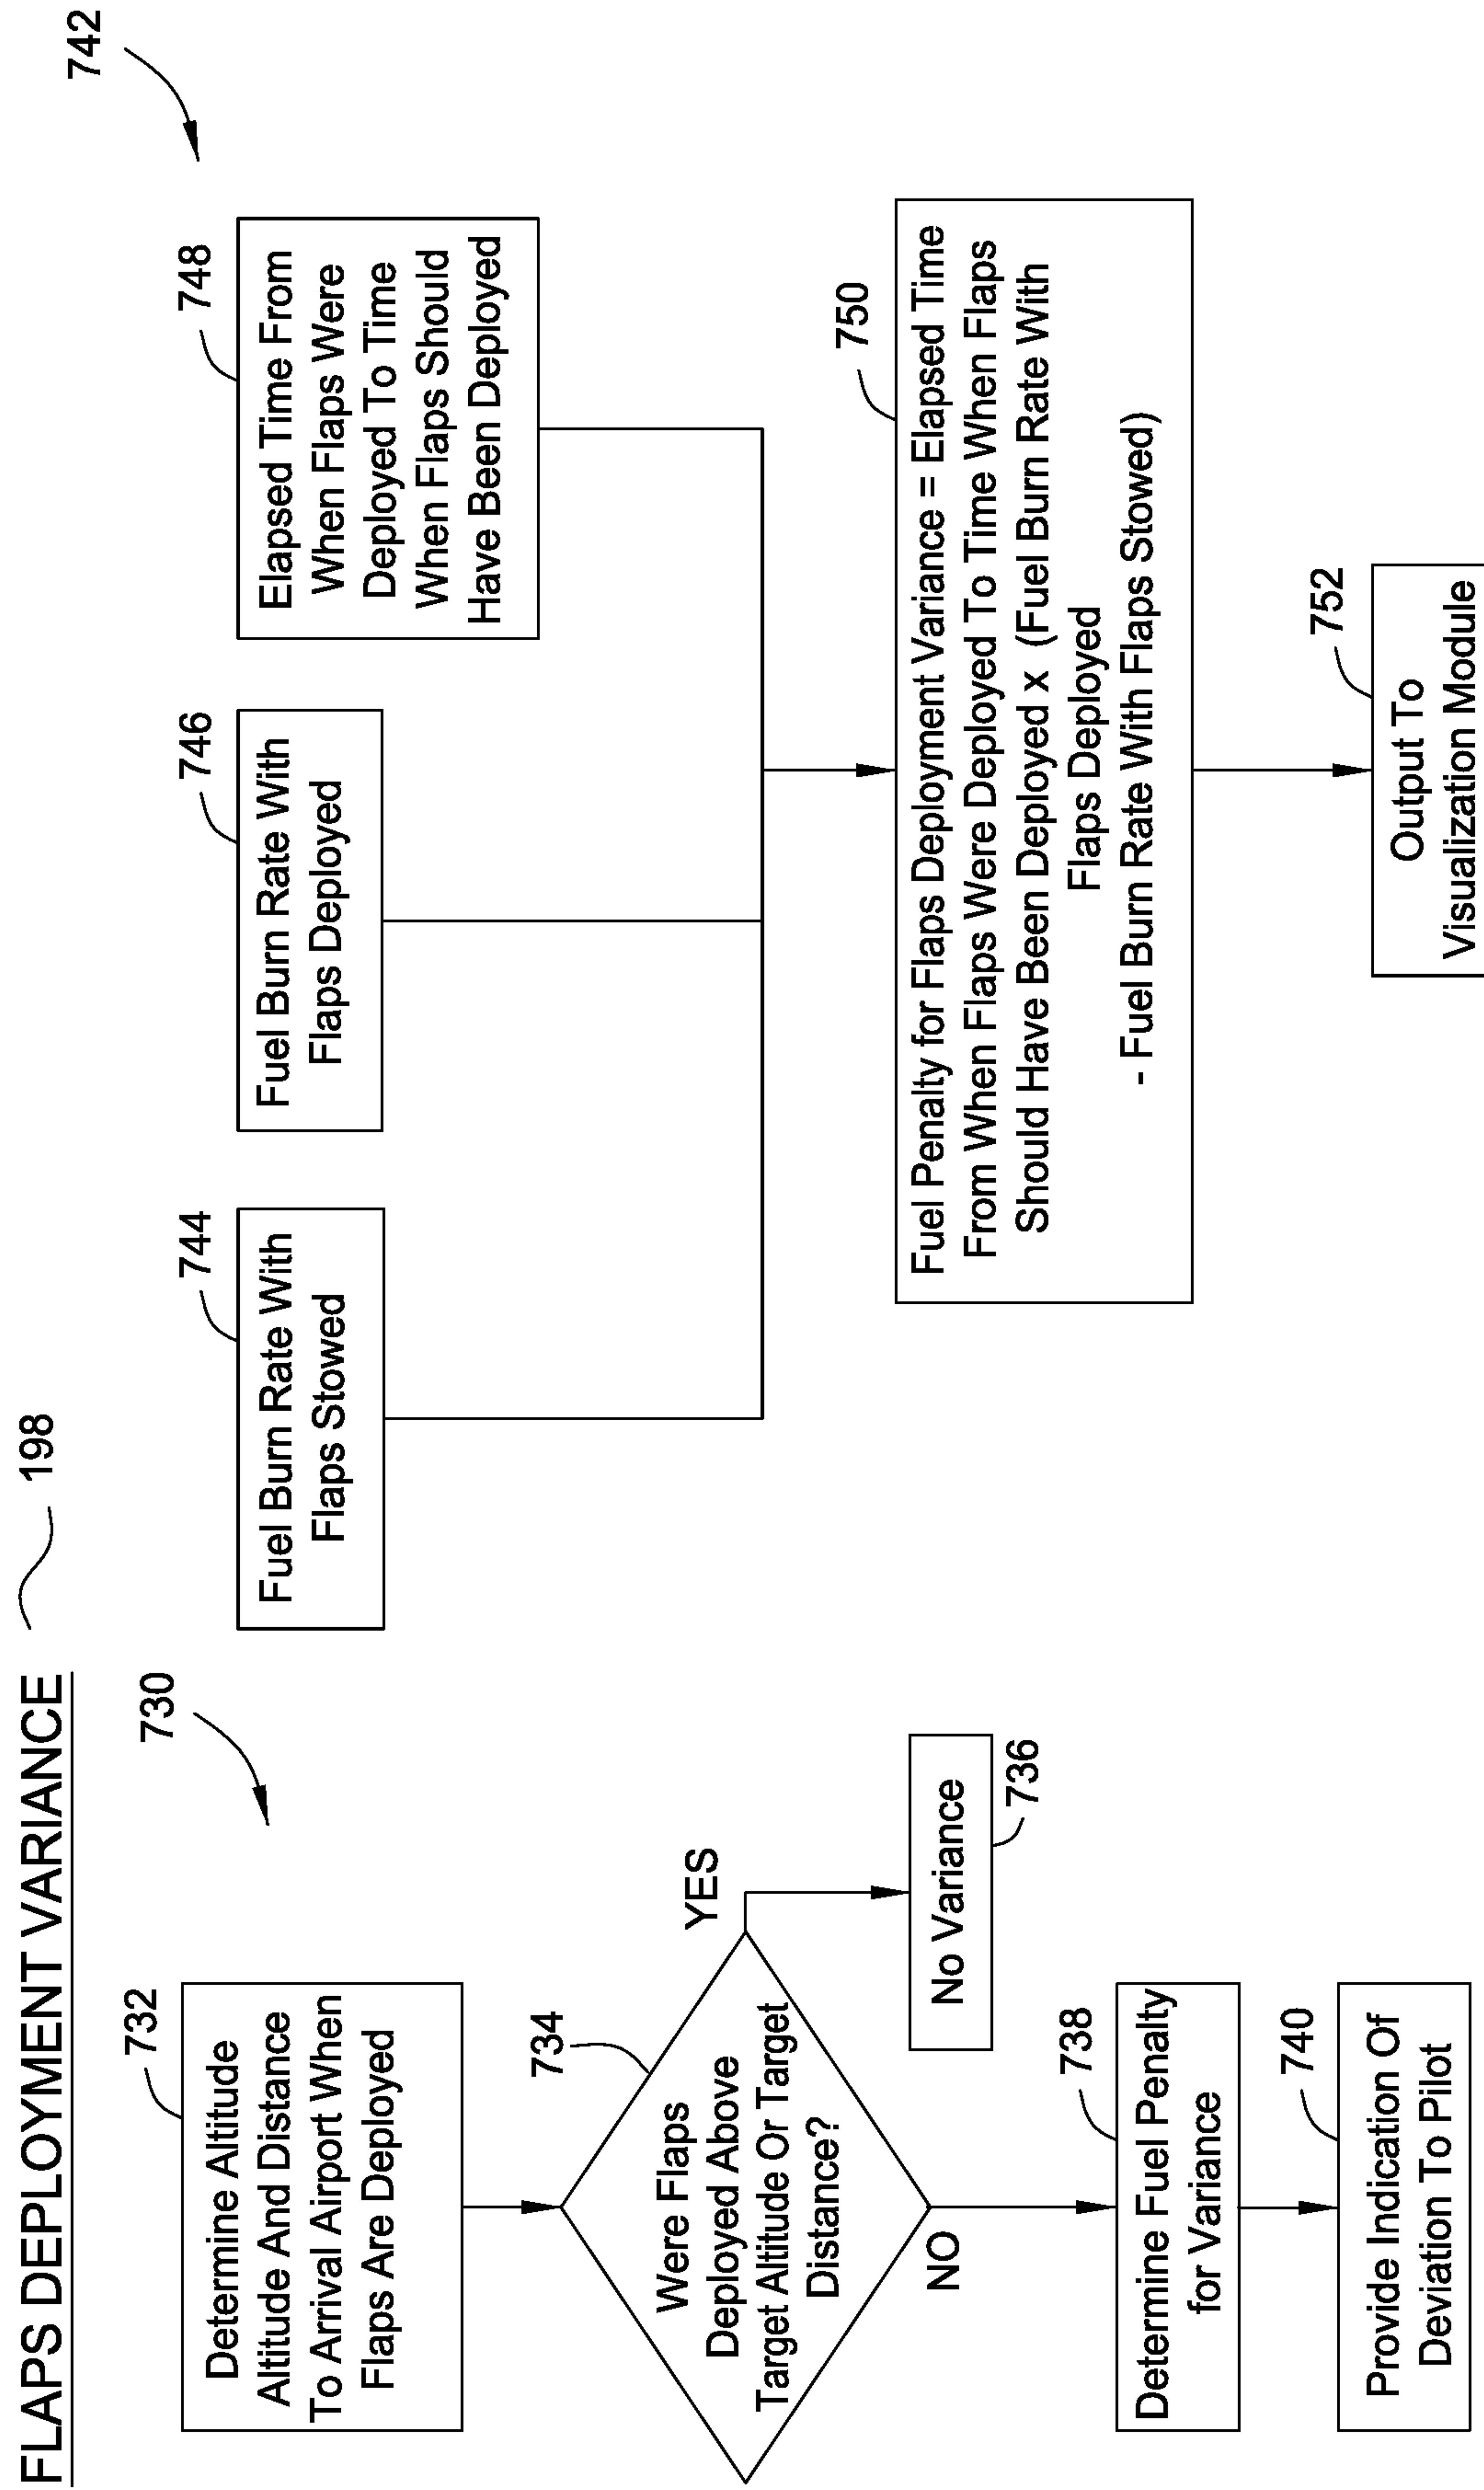 FLAPS DEPLOYMENT VARIANCE
198
730
732
Determine Altitude
Altitude And Distance
To Arrival Airport When
Flaps Are Deployed
734
Were Flaps
Deployed Above
Target Altitude Or Target
Distance?
YES
No Variance
736
NO
738
Determine Fuel Penalty
for Variance
740
Provide Indication Of
Deviation To Pilot
742
744
Fuel Burn Rate With
Flaps Stowed
746
Fuel Burn Rate With
Flaps Deployed
748
Elapsed Time From
When Flaps Were
Deployed To Time
When Flaps Should
Have Been Deployed
750
Fuel Penalty for Flaps Deployment Variance = Elapsed Time
From When Flaps Were Deployed To Time When Flaps
Should Have Been Deployed x (Fuel Burn Rate With
Flaps Deployed
- Fuel Burn Rate With Flaps Stowed)
752
Output To
Visualization Module